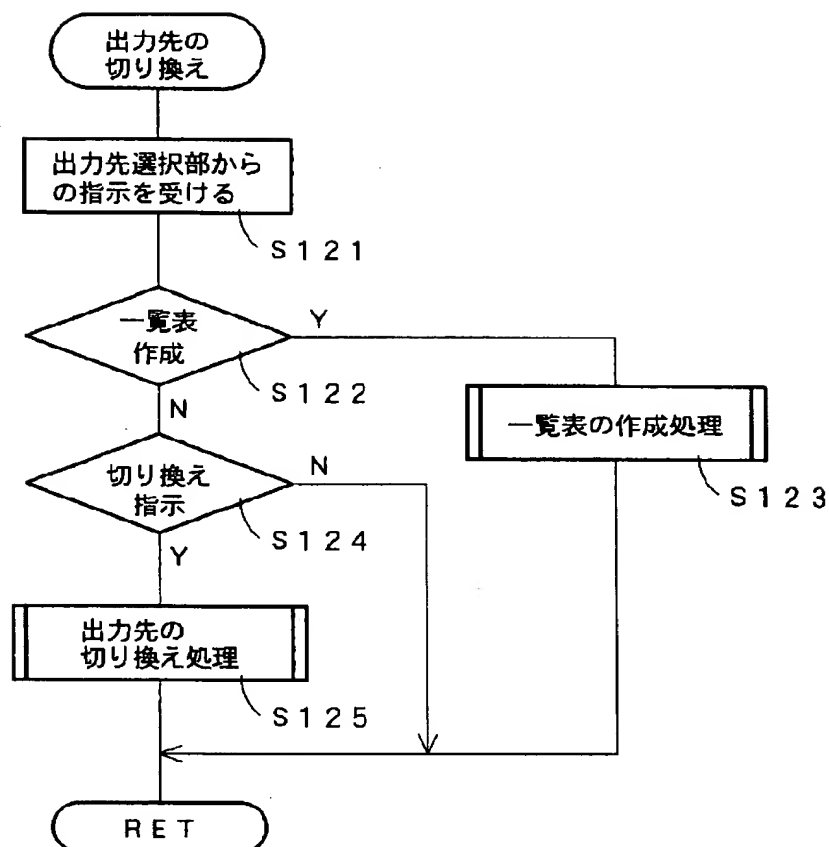 出力先の
切り換え
出力先選択部から
の指示を受ける
S121
一覧表
作成
Y
S122
N
一覧表の作成処理
S123
切り換え
指示
N
S124
Y
出力先の
切り換え処理
S125
RET